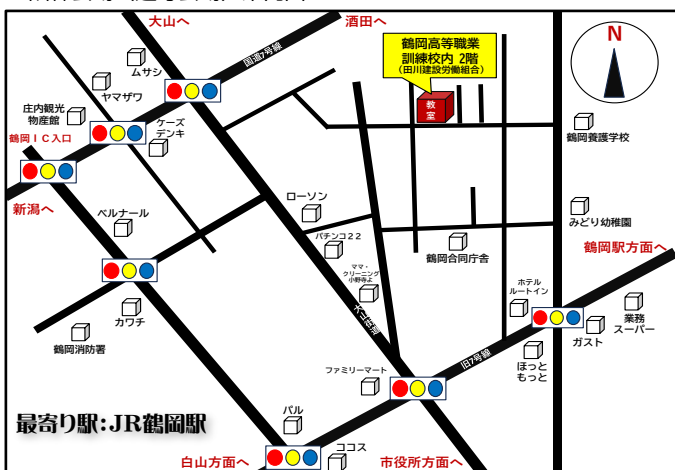 大山へ
酒田へ
国道7号線
鶴岡高等職業
訓練校内 2階
(田川建設労働組合)
教室
N
ムサシ
ヤマザワ
庄内観光
物産館
ケーズ
デンキ
鶴岡IC入口
新潟へ
鶴岡養護学校
ベルナール
ローソン
パチンコ22
ママ・
クリーニング
小野寺よ
みどり幼稚園
鶴岡合同庁舎
鶴岡駅方面へ
ホテル
ルートイン
業務
スーパー
ガスト
ほっと
もっと
カワチ
鶴岡消防署
旧7号線
ファミリーマート
パル
ココス
最寄り駅:JR鶴岡駅
白山方面へ
市役所方面へ